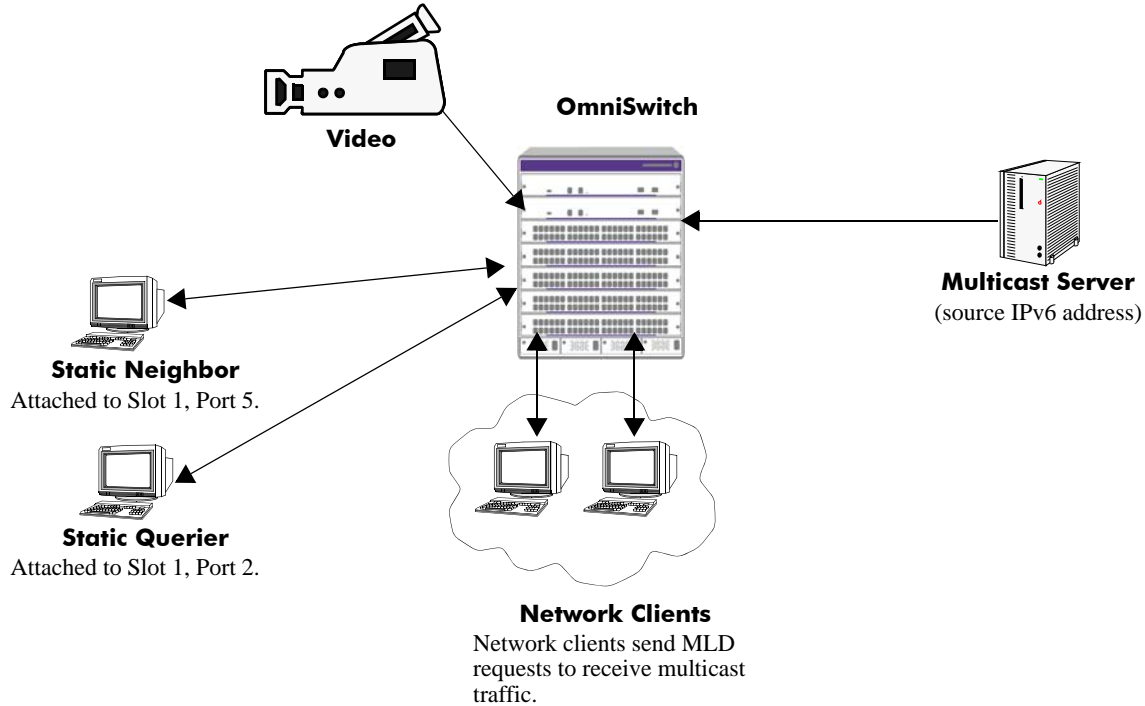 Video
OmniSwitch
Multicast Server
(source IPv6 address)
Static Neighbor
Attached to Slot 1, Port 5.
Static Querier
Attached to Slot 1, Port 2.
Network Clients
Network clients send MLD
requests to receive multicast
traffic.